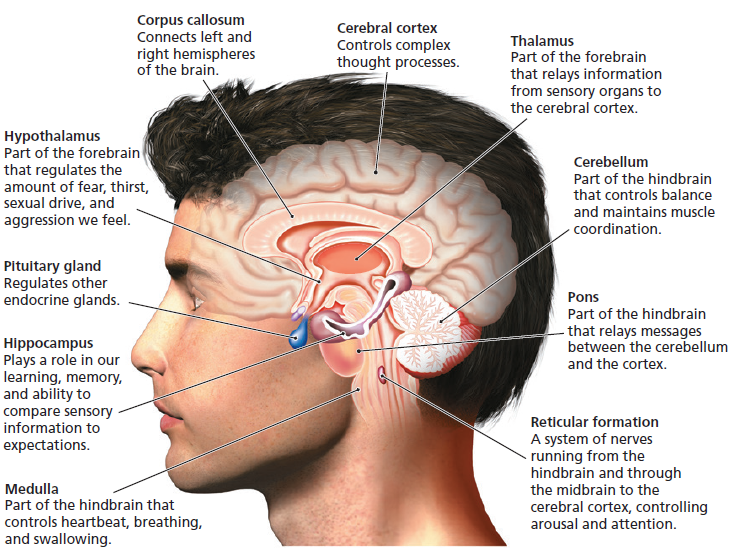 Corpus callosum
Connects left and
right hemispheres
of the brain.
Cerebral cortex
Controls complex
thought processes.
Thalamus
Part of the forebrain
that relays information
from sensory organs to
the cerebral cortex.
Hypothalamus
Part of the forebrain
that regulates the
amount of fear, thirst,
sexual drive, and
aggression we feel.
Cerebellum
Part of the hindbrain
that controls balance
and maintains muscle
coordination.
Pituitary gland
Regulates other
endocrine glands.
Pons
Part of the hindbrain
that relays messages
between the cerebellum
and the cortex.
Hippocampus
Plays a role in our
learning, memory,
and ability to
compare sensory
information to
expectations.
Reticular formation
A system of nerves
running from the
hindbrain and through
the midbrain to the
cerebral cortex, controlling
arousal and attention.
Medulla
Part of the hindbrain that
controls heartbeat, breathing,
and swallowing.